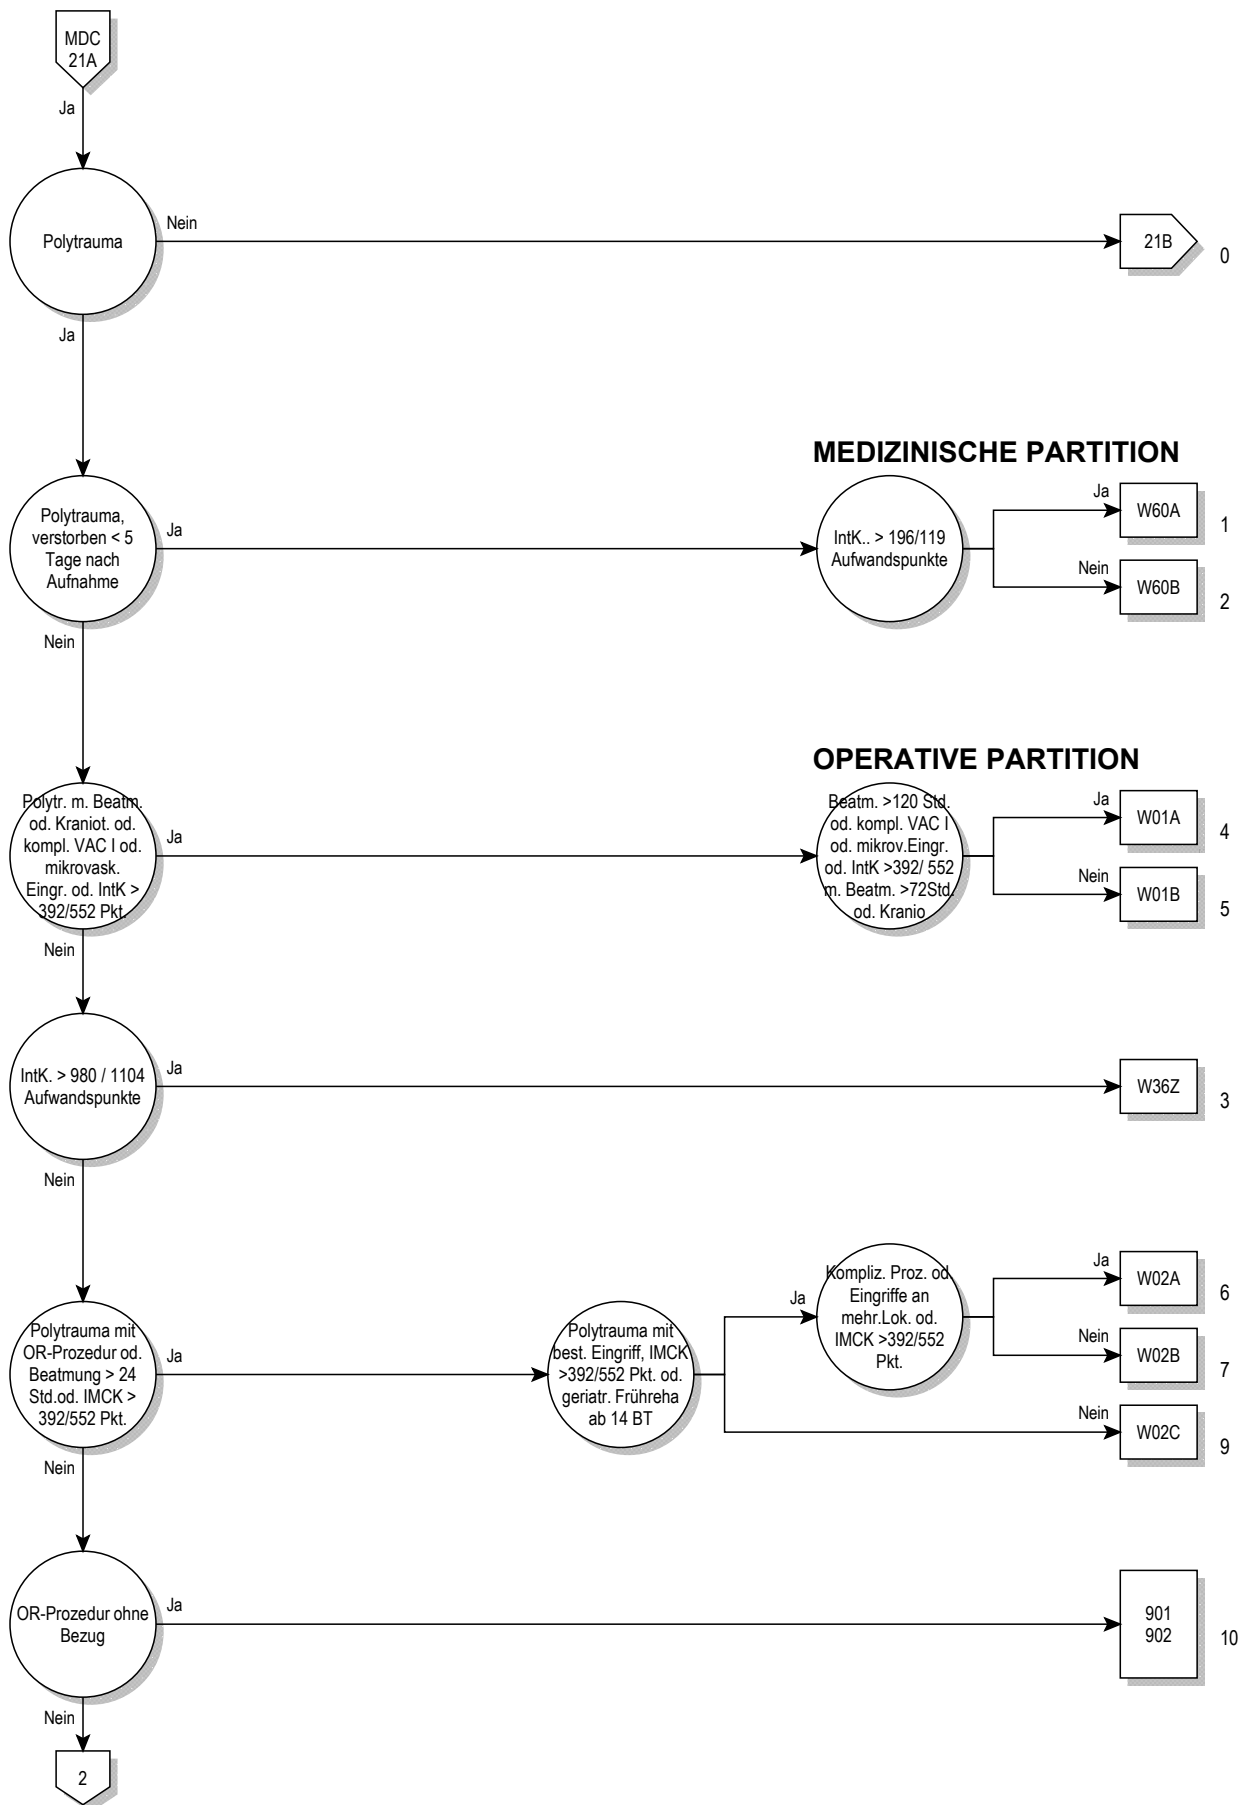 MDC
21A
Ja
Polytrauma
Nein
21B
0
Ja
MEDIZINISCHE PARTITION
Polytrauma,
verstorben < 5
Tage nach
Aufnahme
Ja
IntK.. > 196/119
Aufwandspunkte
Ja
W60A
1
Nein
W60B
2
Nein
OPERATIVE PARTITION
Polytr. m. Beatm.
od. Kraniot. od.
kompl. VAC I od.
mikrovask.
Eingr. od. IntK >
392/552 Pkt.
Ja
Beatm. >120 Std.
od. kompl. VAC I
od. mikrov.Eingr.
od. IntK >392/ 552
m. Beatm. >72Std.
od. Kranio
Ja
W01A
4
Nein
W01B
5
Nein
IntK. > 980 / 1104
Aufwandspunkte
Ja
W36Z
3
Nein
Polytrauma mit
OR-Prozedur od.
Beatmung > 24
Std.od. IMCK >
392/552 Pkt.
Ja
Polytrauma mit
best. Eingriff, IMCK
>392/552 Pkt. od.
geriatr. Frühreha
ab 14 BT
Ja
Kompliz. Proz. od.
Eingriffe an
mehr.Lok. od.
IMCK >392/552
Pkt.
Ja
W02A
6
Nein
W02B
7
Nein
W02C
9
Nein
OR-Prozedur ohne
Bezug
Ja
901
902
10
Nein
2